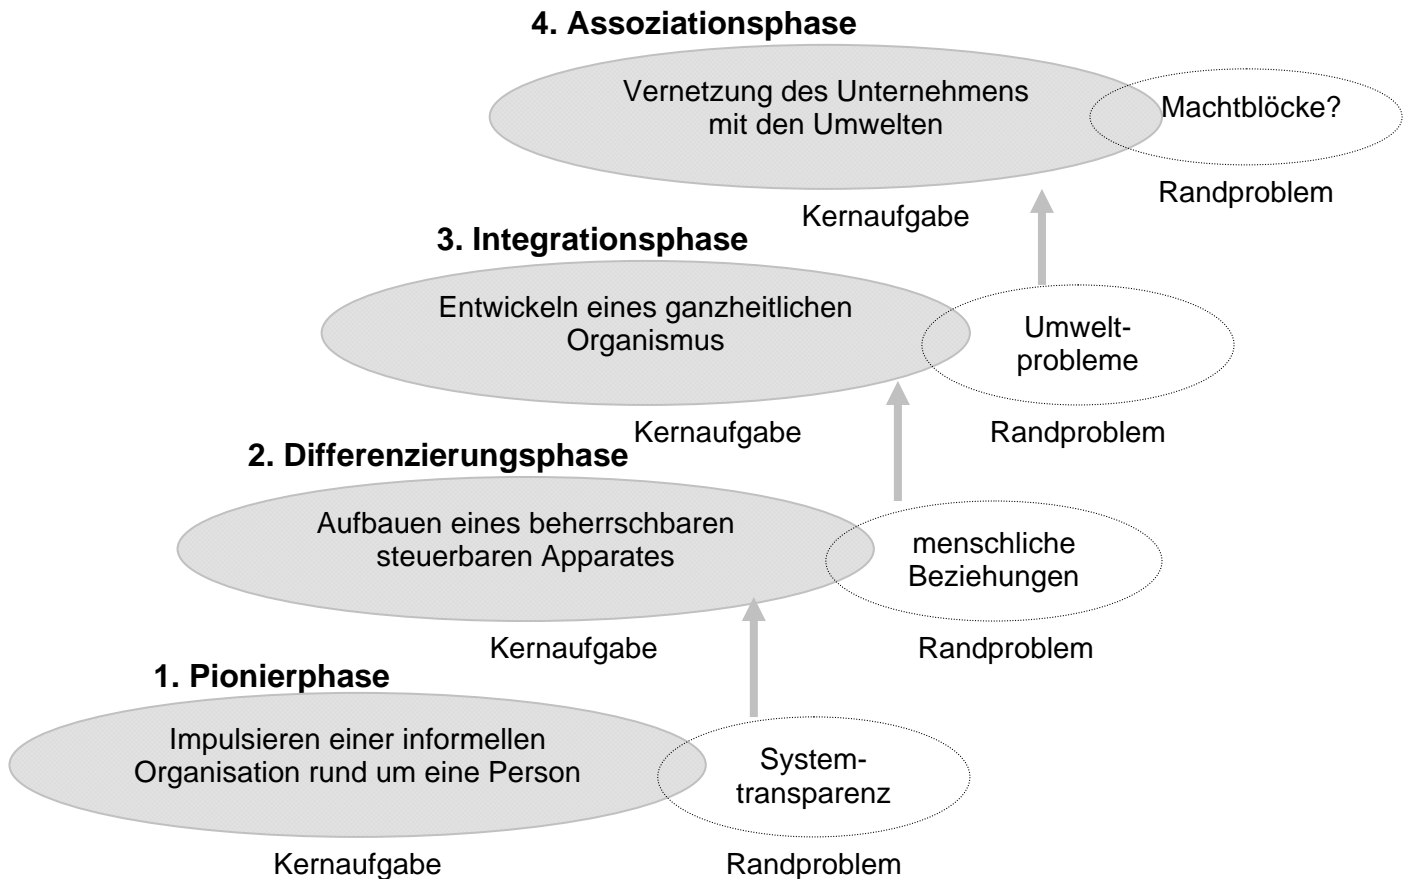 4. Assoziationsphase
Vernetzung des Unternehmens
mit den Umwelten
Machtblöcke?
Kernaufgabe
Randproblem
3. Integrationsphase
Entwickeln eines ganzheitlichen
Organismus
Umwelt-
probleme
Kernaufgabe
Randproblem
2. Differenzierungsphase
Aufbauen eines beherrschbaren
steuerbaren Apparates
menschliche
Beziehungen
Kernaufgabe
Randproblem
1. Pionierphase
Impulsieren einer informellen
Organisation rund um eine Person
System-
transparenz
Kernaufgabe
Randproblem